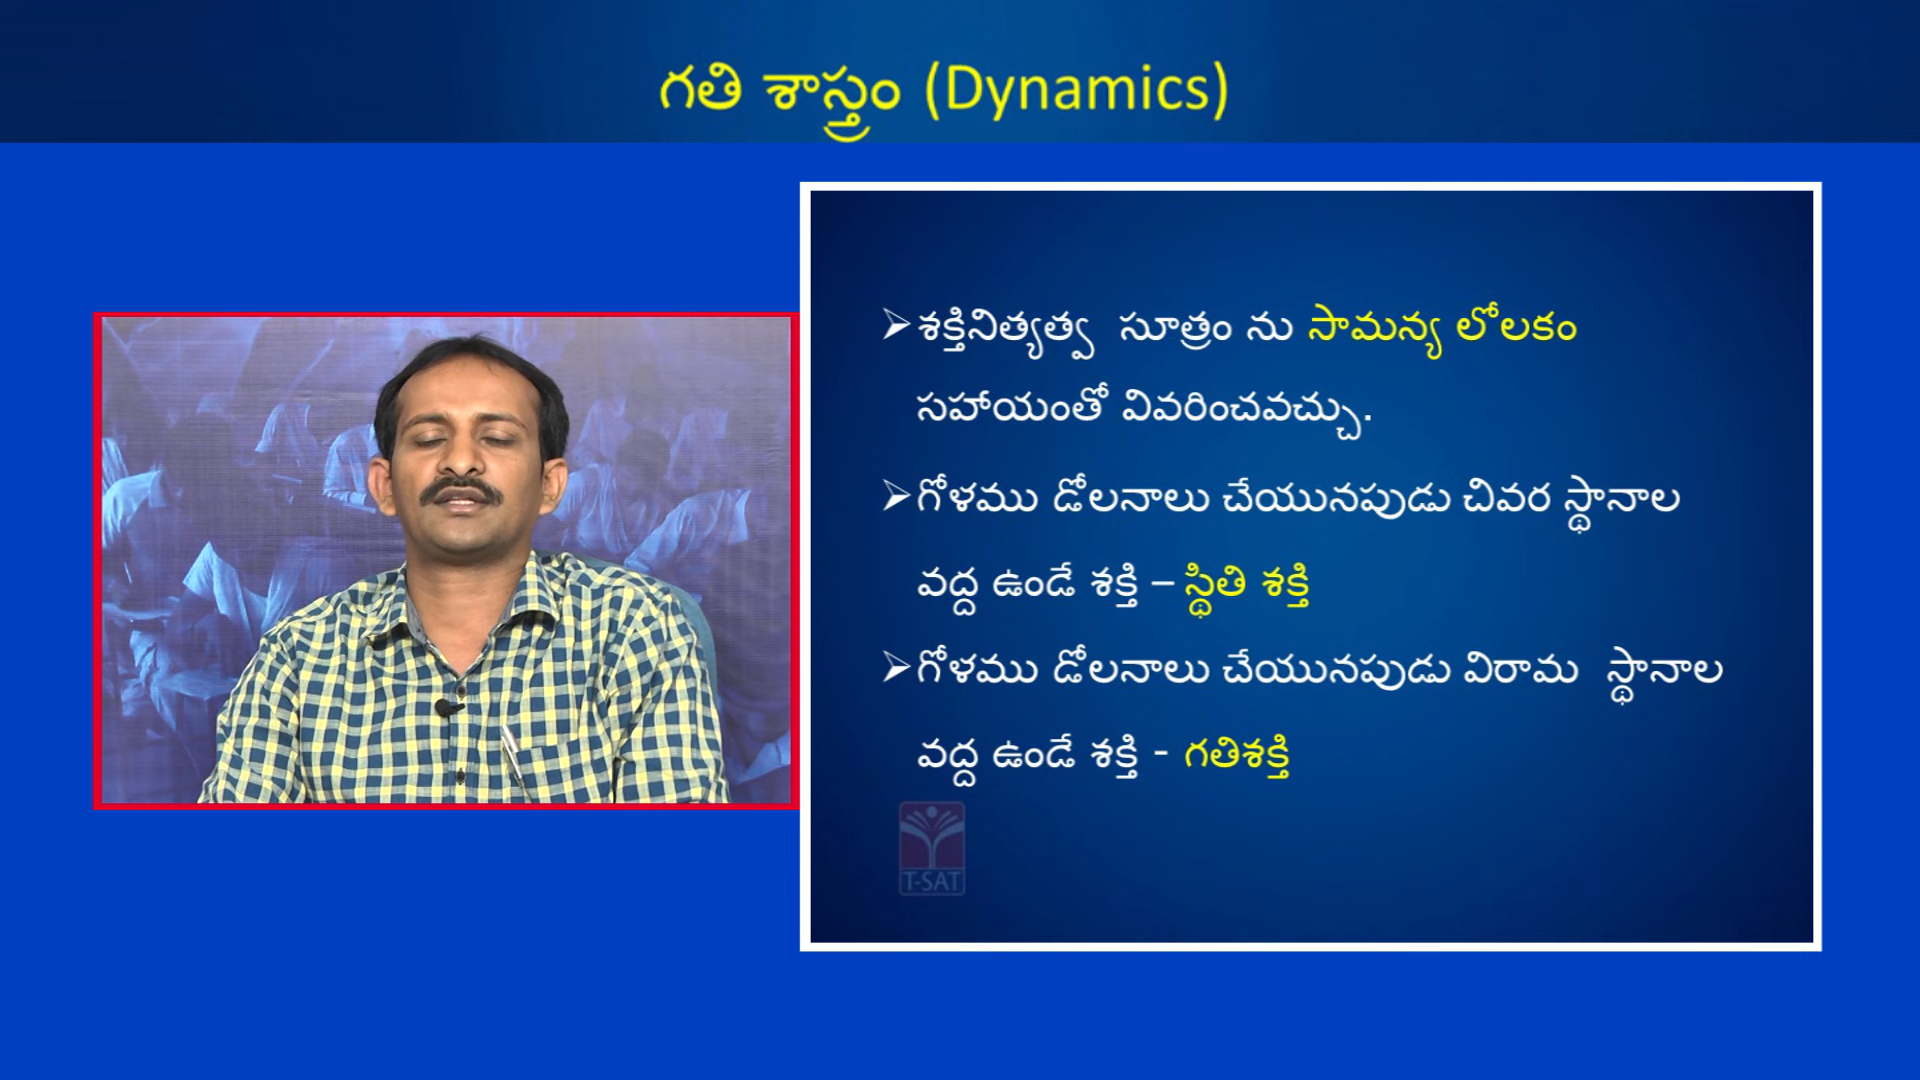 గతి శాస్త్రం (Dynamics)
➢శక్తినిత్యత్వ సూత్రం ను సామన్య లోలకం
సహాయంతో వివరించవచ్చు.
➢గోళము డోలనాలు చేయునపుడు చివర స్థానాల
వద్ద ఉండే శక్తి – స్థితి శక్తి
➢గోళము డోలనాలు చేయునపుడు విరామ స్థానాల
వద్ద ఉండే శక్తి - గతిశక్తి
T-SAT